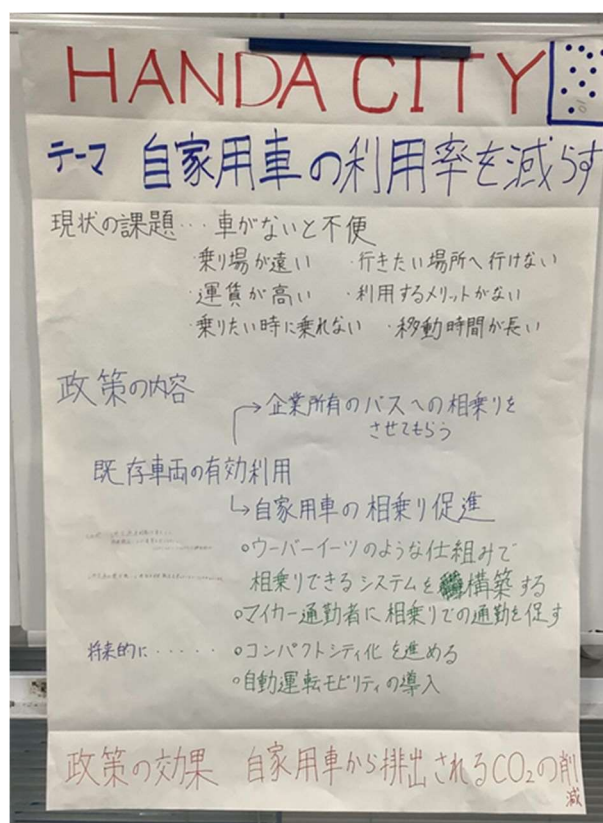 HANDA CITY
テーマ 自家用車の利用率を減らす
現状の課題… 車がないと不便
・乗り場が遠い ・行きたい場所へ行けない
・運賃が高い ・利用するメリットがない
・乗りたい時に乗れない ・移動時間が長い
政策の内容
→企業所有のバスへの相乗りを
させてもらう
既存車両の有効利用
→自家用車の相乗り促進
○ウーバーイーツのような仕組みで
相乗りできるシステムを構築する
○マイカー通勤者に相乗りでの通勤を促す
将来的に・・・・・ ○コンパクトシティ化を進める
○自動運転モビリティの導入
政策の効果 自家用車から排出されるCO2の削減